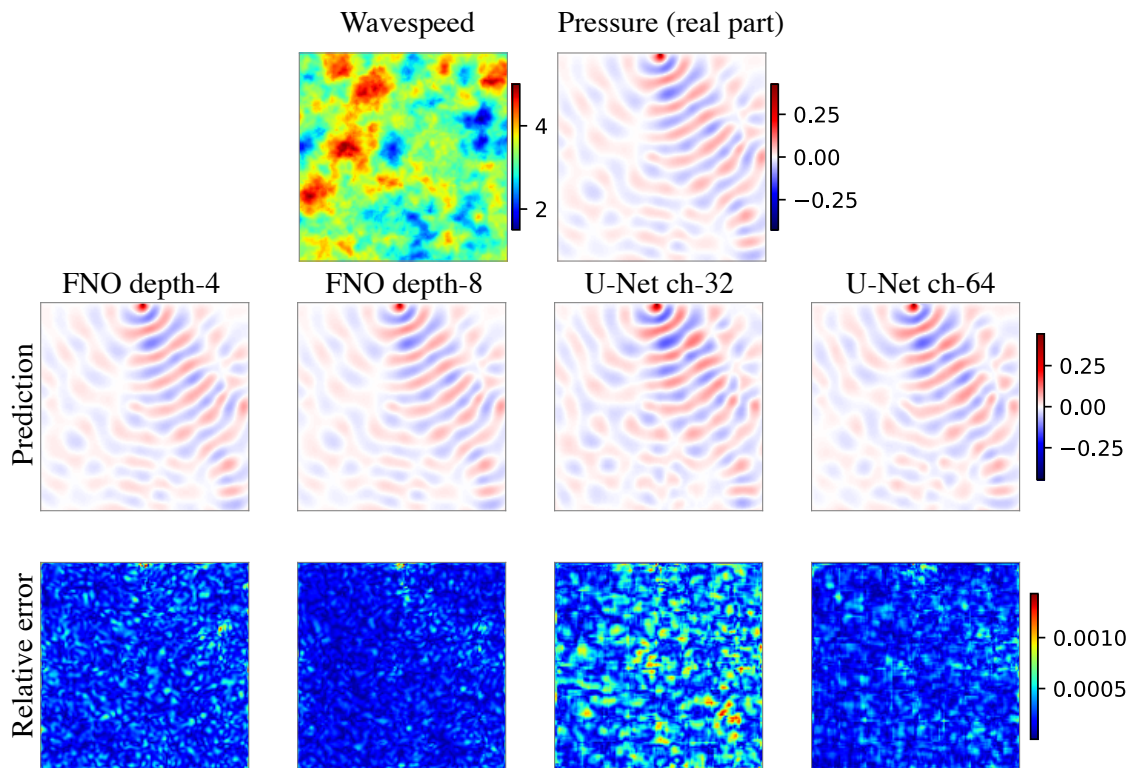 Wavespeed Pressure (real part)
4
2
0.25
0.00
−0.25
FNO depth-4 FNO depth-8 U-Net ch-32 U-Net ch-64
Prediction
0.25
0.00
−0.25
Relative error
0.0010
0.0005